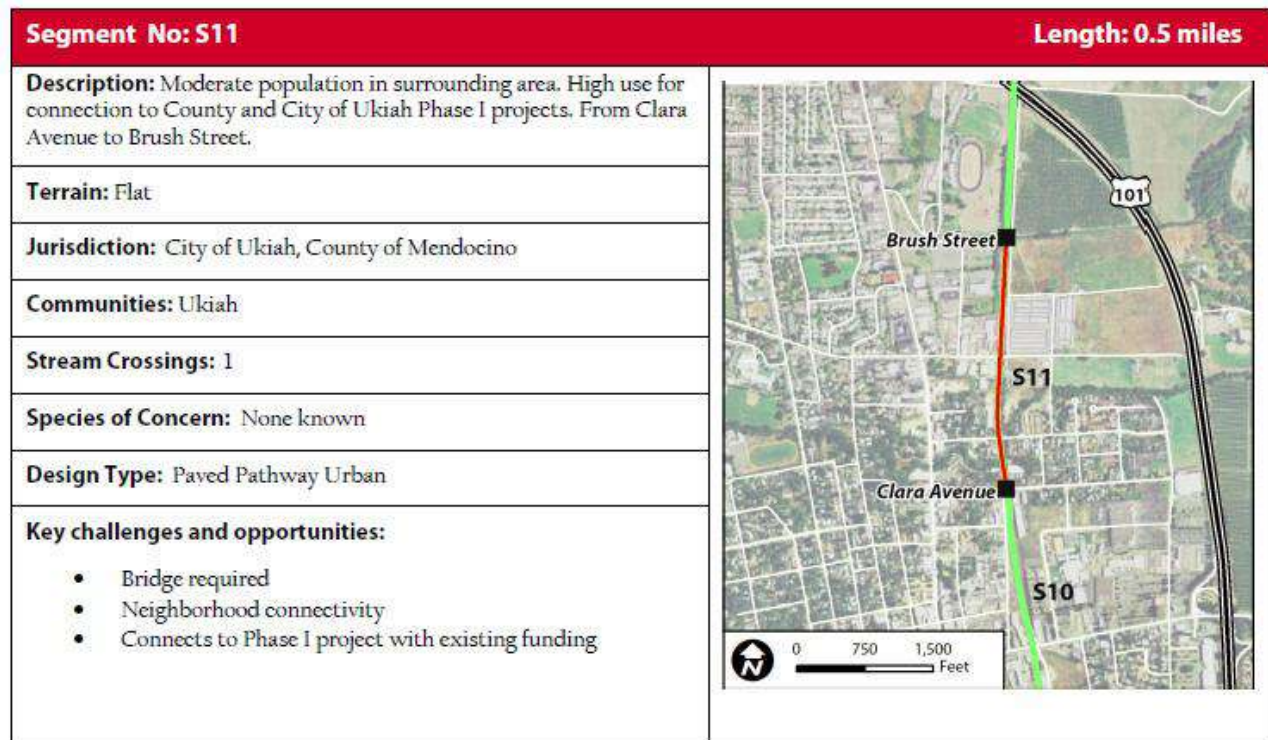 Segment No: S11
Length: 0.5 miles
Description: Moderate population in surrounding area. High use for
connection to County and City of Ukiah Phase I projects. From Clara
Avenue to Brush Street.
Terrain: Flat
Jurisdiction: City of Ukiah, County of Mendocino
Communities: Ukiah
Stream Crossings: 1
Species of Concern: None known
Design Type: Paved Pathway Urban
Key challenges and opportunities:
• Bridge required
• Neighborhood connectivity
• Connects to Phase I project with existing funding
101
Brush Street
S11
Clara Avenue
S10
N
0 750 1,500
Feet